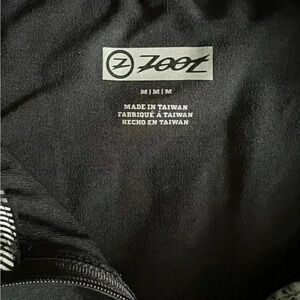 Z ZOOT
M | M | M
MADE IN TAIWAN
FABRIQUÉ À TAIWAN
HECHO EN TAIWAN